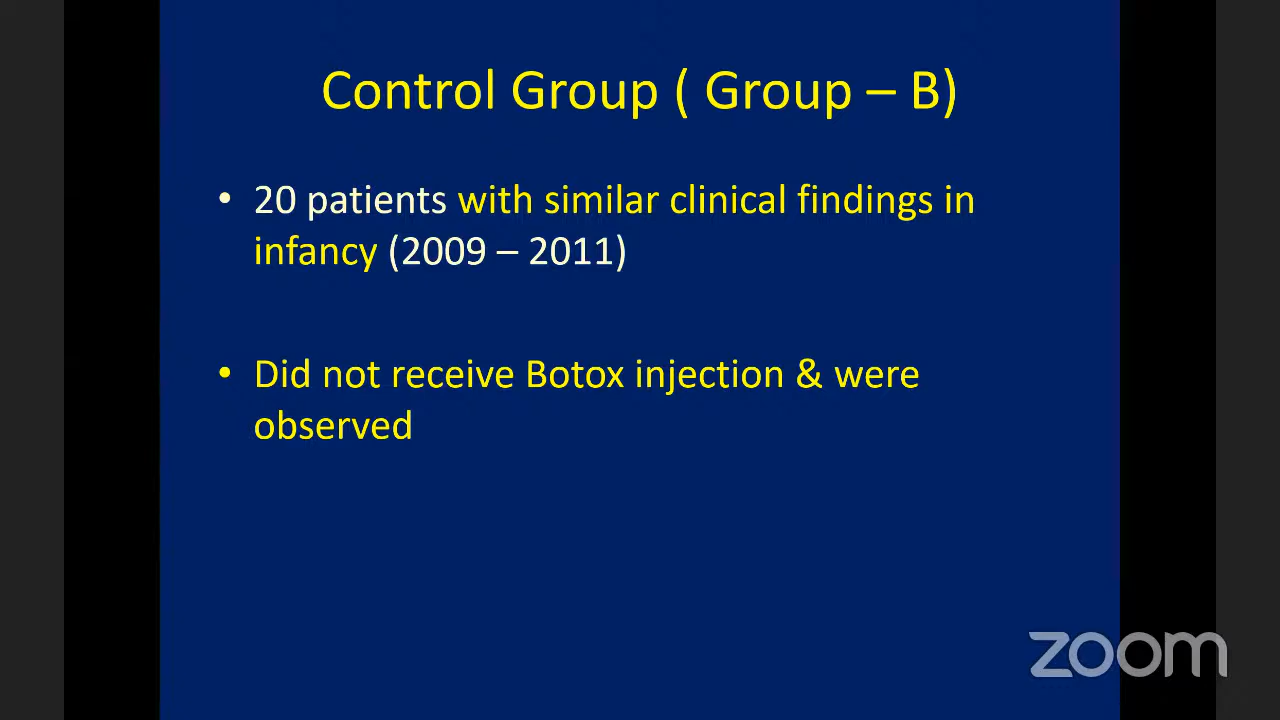 Control Group ( Group – B)
• 20 patients with similar clinical findings in
infancy (2009 – 2011)
• Did not receive Botox injection & were
observed
zoom